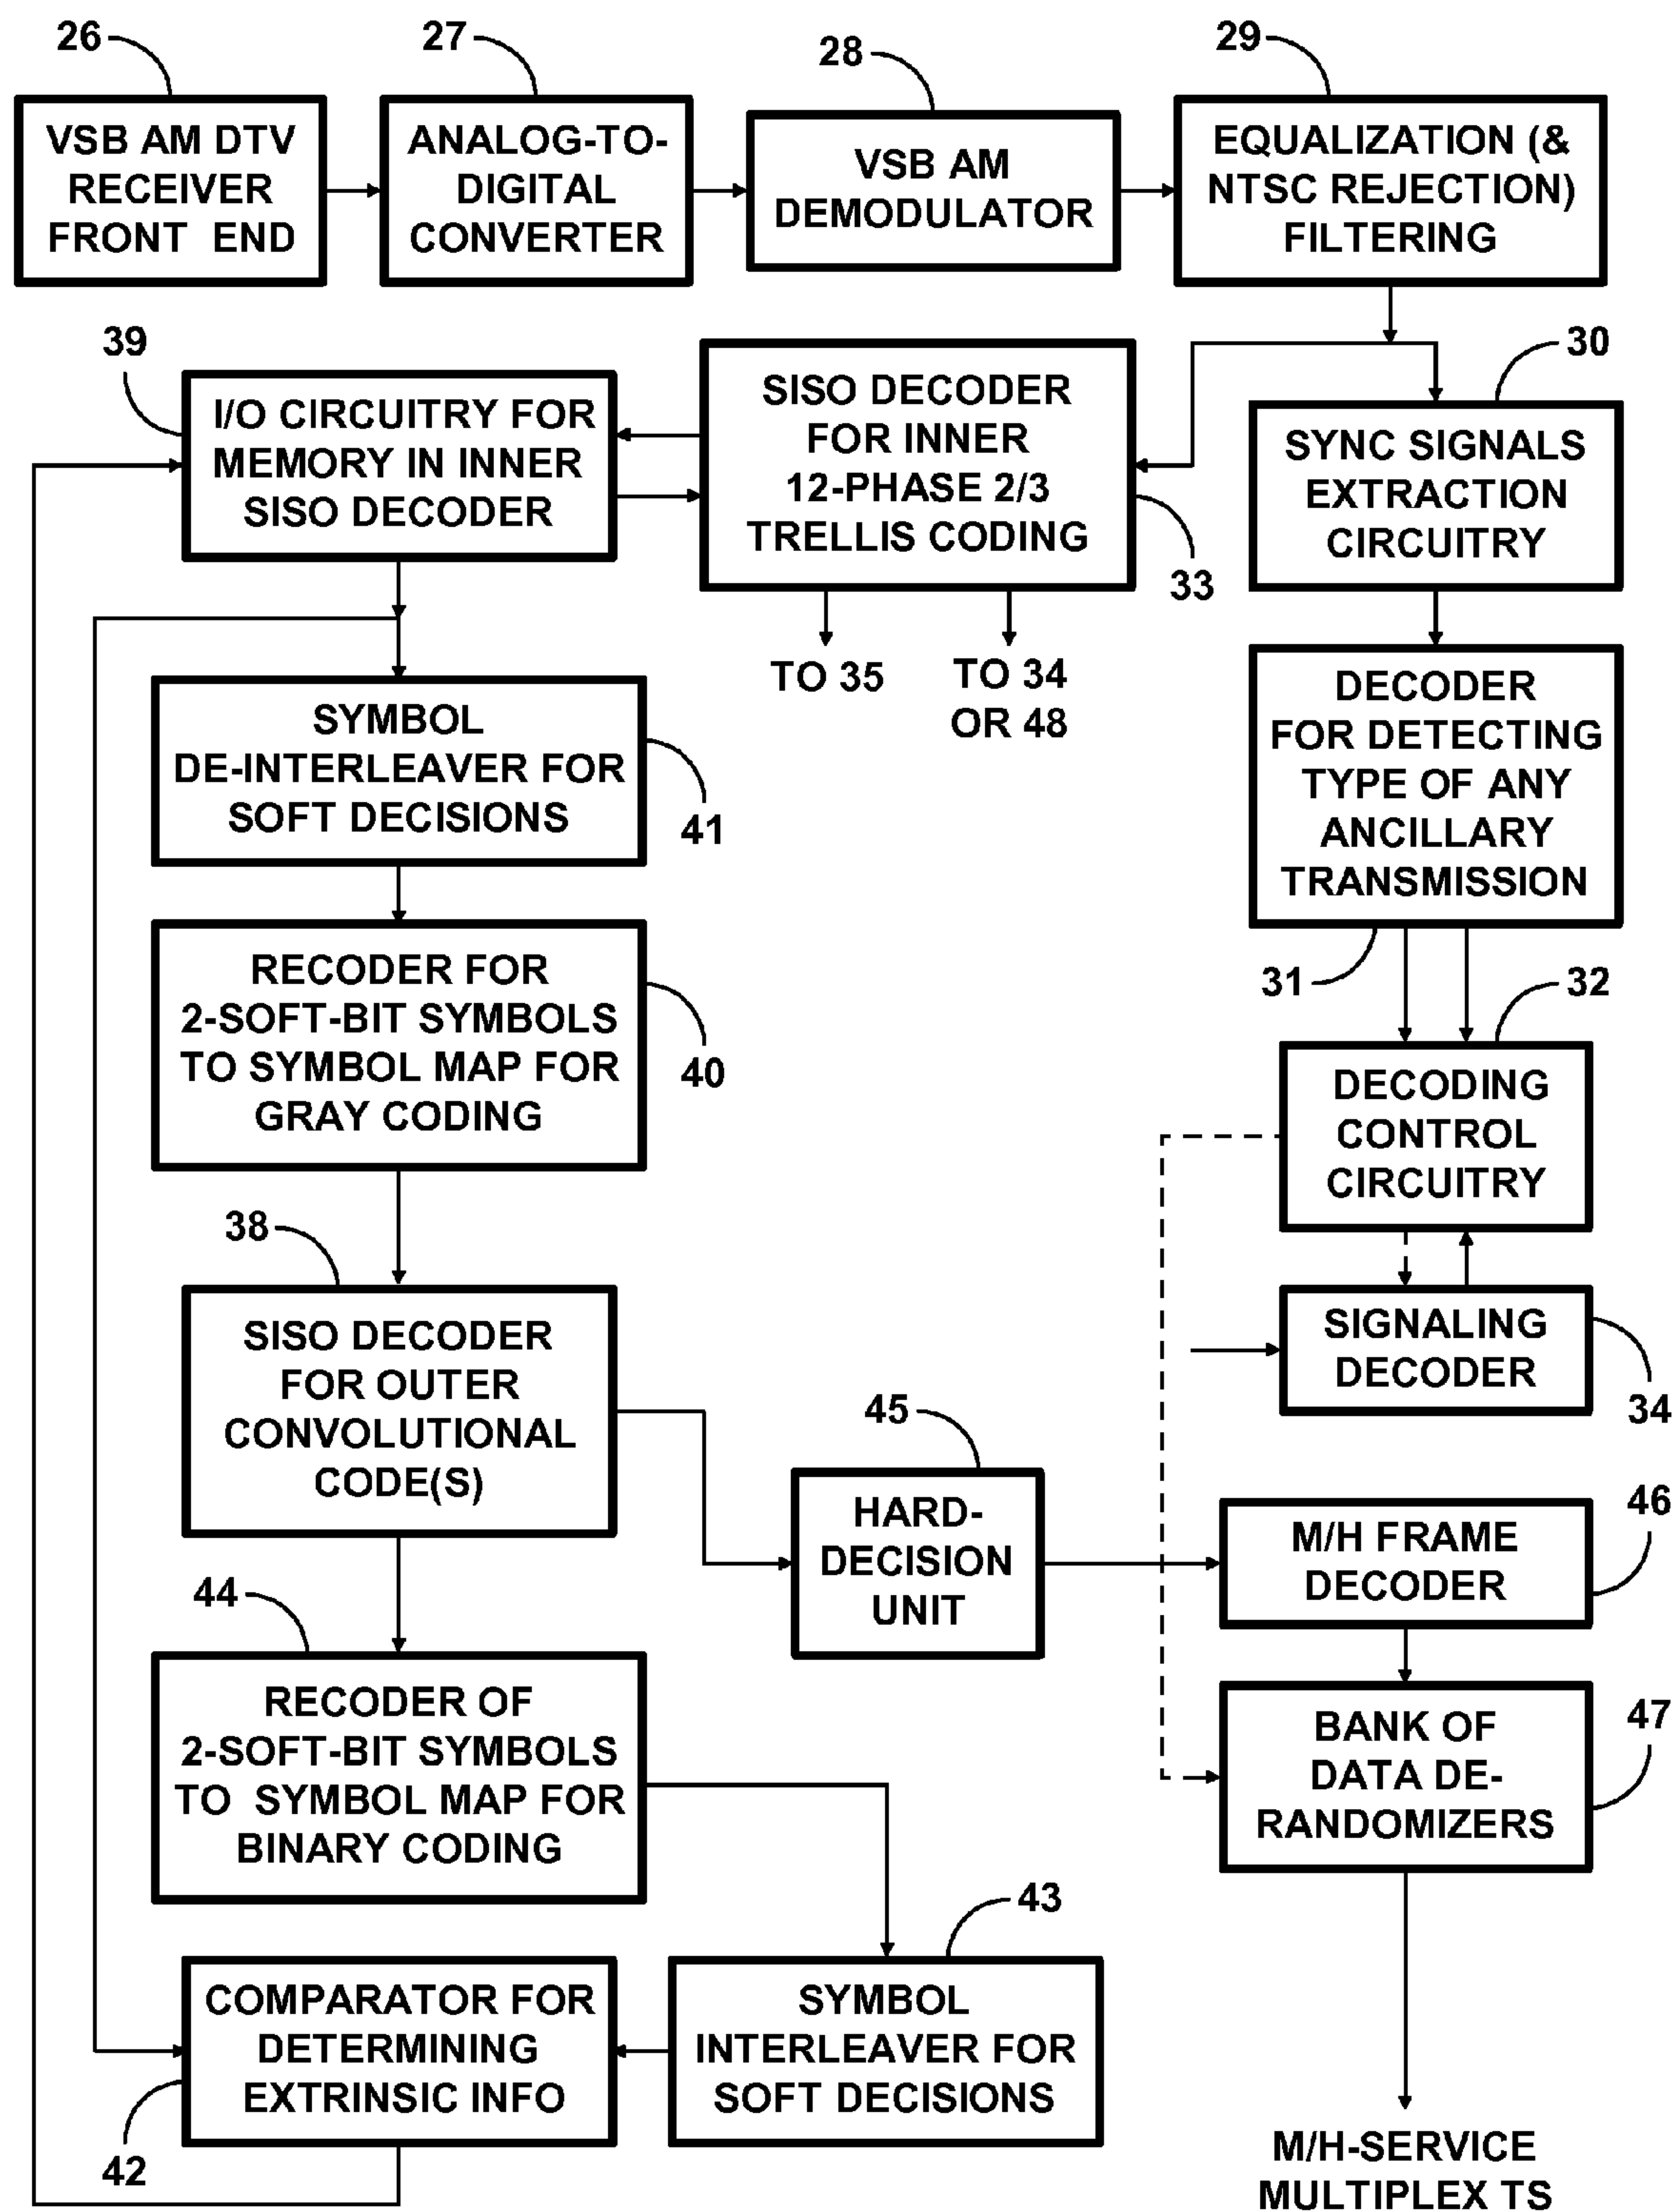 26
27
28
29
VSB AM DTV
RECEIVER
FRONT END
ANALOG-TO-
DIGITAL
CONVERTER
VSB AM
DEMODULATOR
EQUALIZATION (&
NTSC REJECTION)
FILTERING
39
I/O CIRCUITRY FOR
MEMORY IN INNER
SISO DECODER
SISO DECODER
FOR INNER
12-PHASE 2/3
TRELLIS CODING
33
30
SYNC SIGNALS
EXTRACTION
CIRCUITRY
TO 35
TO 34
OR 48
SYMBOL
DE-INTERLEAVER FOR
SOFT DECISIONS
41
DECODER
FOR DETECTING
TYPE OF ANY
ANCILLARY
TRANSMISSION
31
32
RECODER FOR
2-SOFT-BIT SYMBOLS
TO SYMBOL MAP FOR
GRAY CODING
40
DECODING
CONTROL
CIRCUITRY
38
SISO DECODER
FOR OUTER
CONVOLUTIONAL
CODE(S)
SIGNALING
DECODER
34
45
HARD-
DECISION
UNIT
46
M/H FRAME
DECODER
44
RECODER OF
2-SOFT-BIT SYMBOLS
TO SYMBOL MAP FOR
BINARY CODING
47
BANK OF
DATA DE-
RANDOMIZERS
43
COMPARATOR FOR
DETERMINING
EXTRINSIC INFO
42
SYMBOL
INTERLEAVER FOR
SOFT DECISIONS
M/H-SERVICE
MULTIPLEX TS